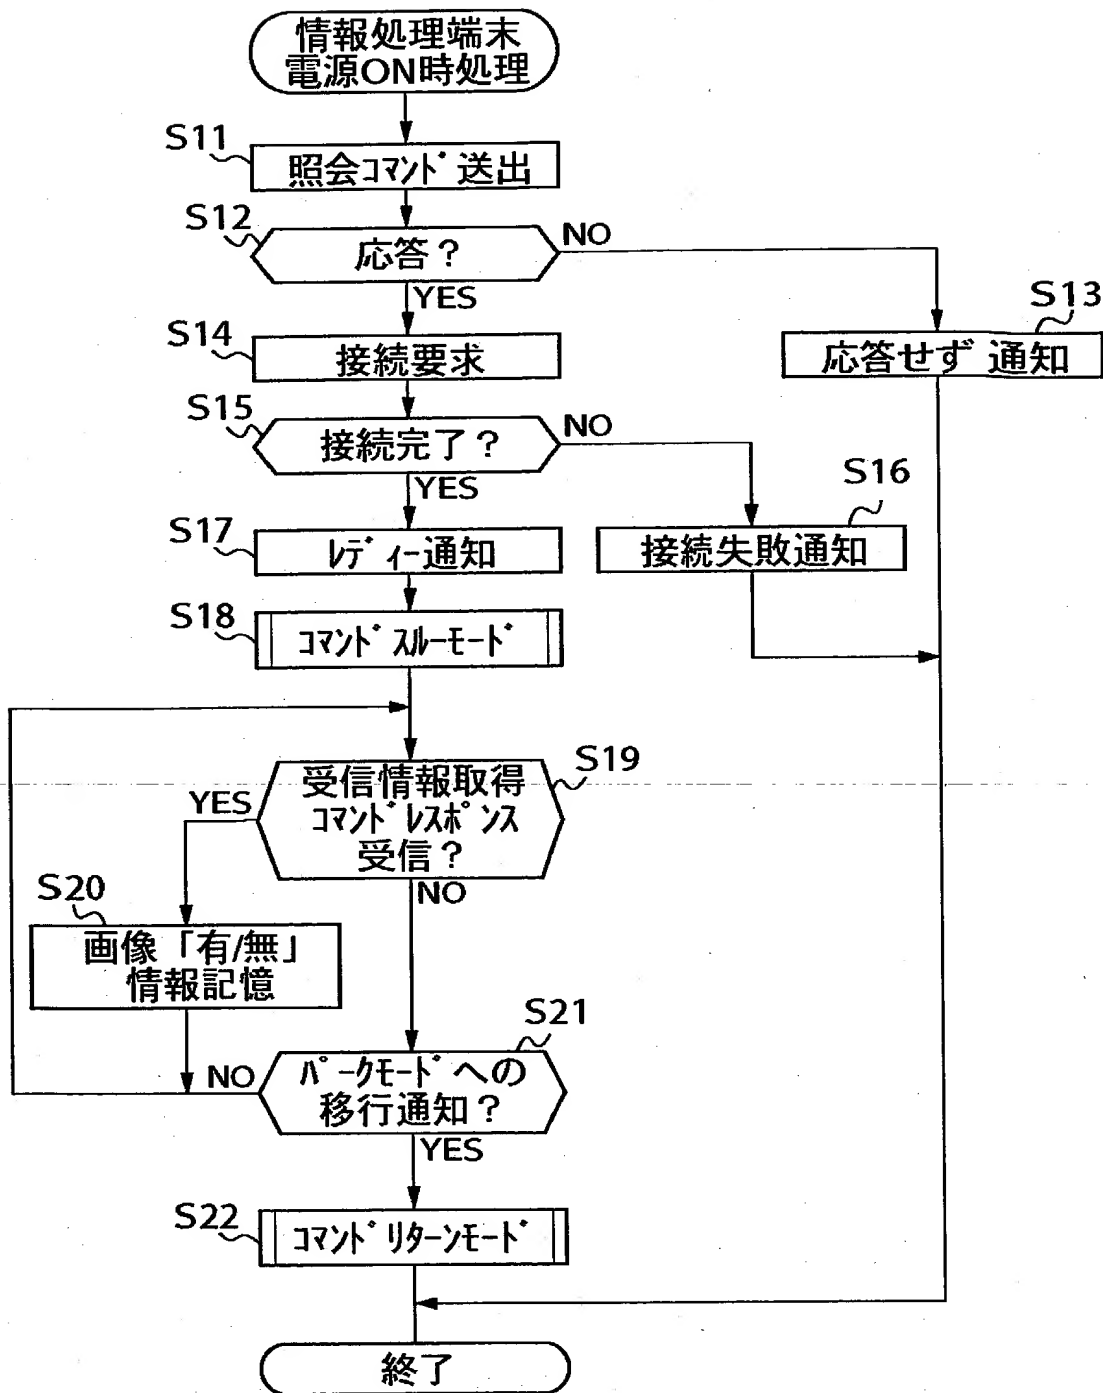 情報処理端末
電源ON時処理
S11
照会ｺﾏﾝﾄﾞ送出
S12
応答？
NO
YES
S13
応答せず 通知
S14
接続要求
S15
接続完了？
NO
YES
S16
接続失敗通知
S17
ﾚﾃﾞｨｰ通知
S18
ｺﾏﾝﾄﾞｽﾙｰﾓｰﾄﾞ
S19
受信情報取得
ｺﾏﾝﾄﾞﾚｽﾎﾟﾝｽ
受信？
YES
NO
S20
画像「有/無」
情報記憶
S21
ﾊﾟｰｸﾓｰﾄﾞへの
移行通知？
NO
YES
S22
ｺﾏﾝﾄﾞﾘﾀｰﾝﾓｰﾄﾞ
終了